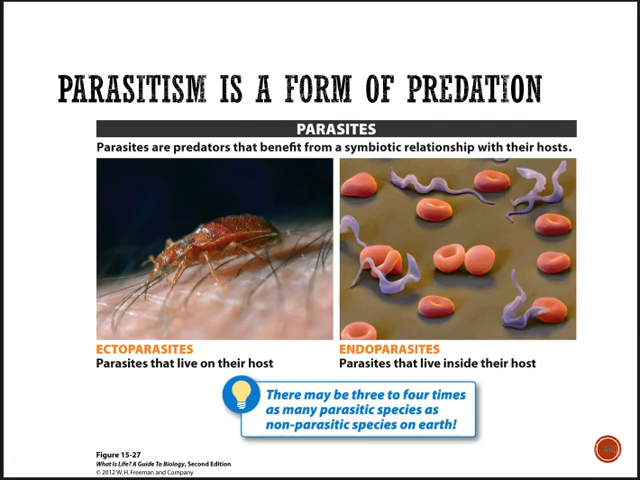 PARASITISM IS A FORM OF PREDATION
PARASITES
Parasites are predators that benefit from a symbiotic relationship with their hosts.
ECTOPARASITES
Parasites that live on their host
ENDOPARASITES
Parasites that live inside their host
There may be three to four times
as many parasitic species as
non-parasitic species on earth!
Figure 15-27
What Is Life? A Guide To Biology, Second Edition
© 2012 W. H. Freeman and Company